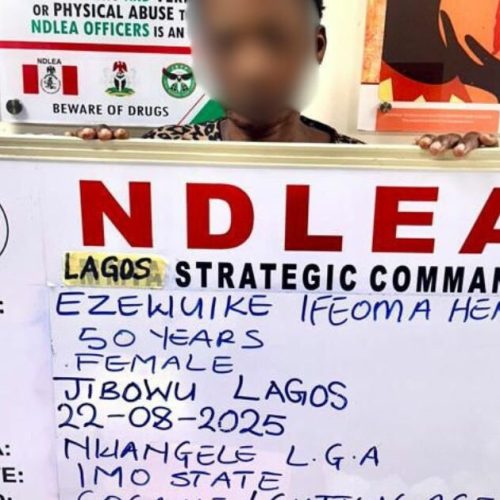 OR PHYSICAL ABUSE T
NDLEA OFFICERS IS AN
NDLEA
BEWARE OF DRUGS
NDLEA
LAGOS STRATEGIC COMMAN
EZEWUIKE IFEOMA HEN
50 YEARS
FEMALE
JIBOWU LAGOS
22-08-2025
A: NWANGELE L.G.A
E: IMO STATE